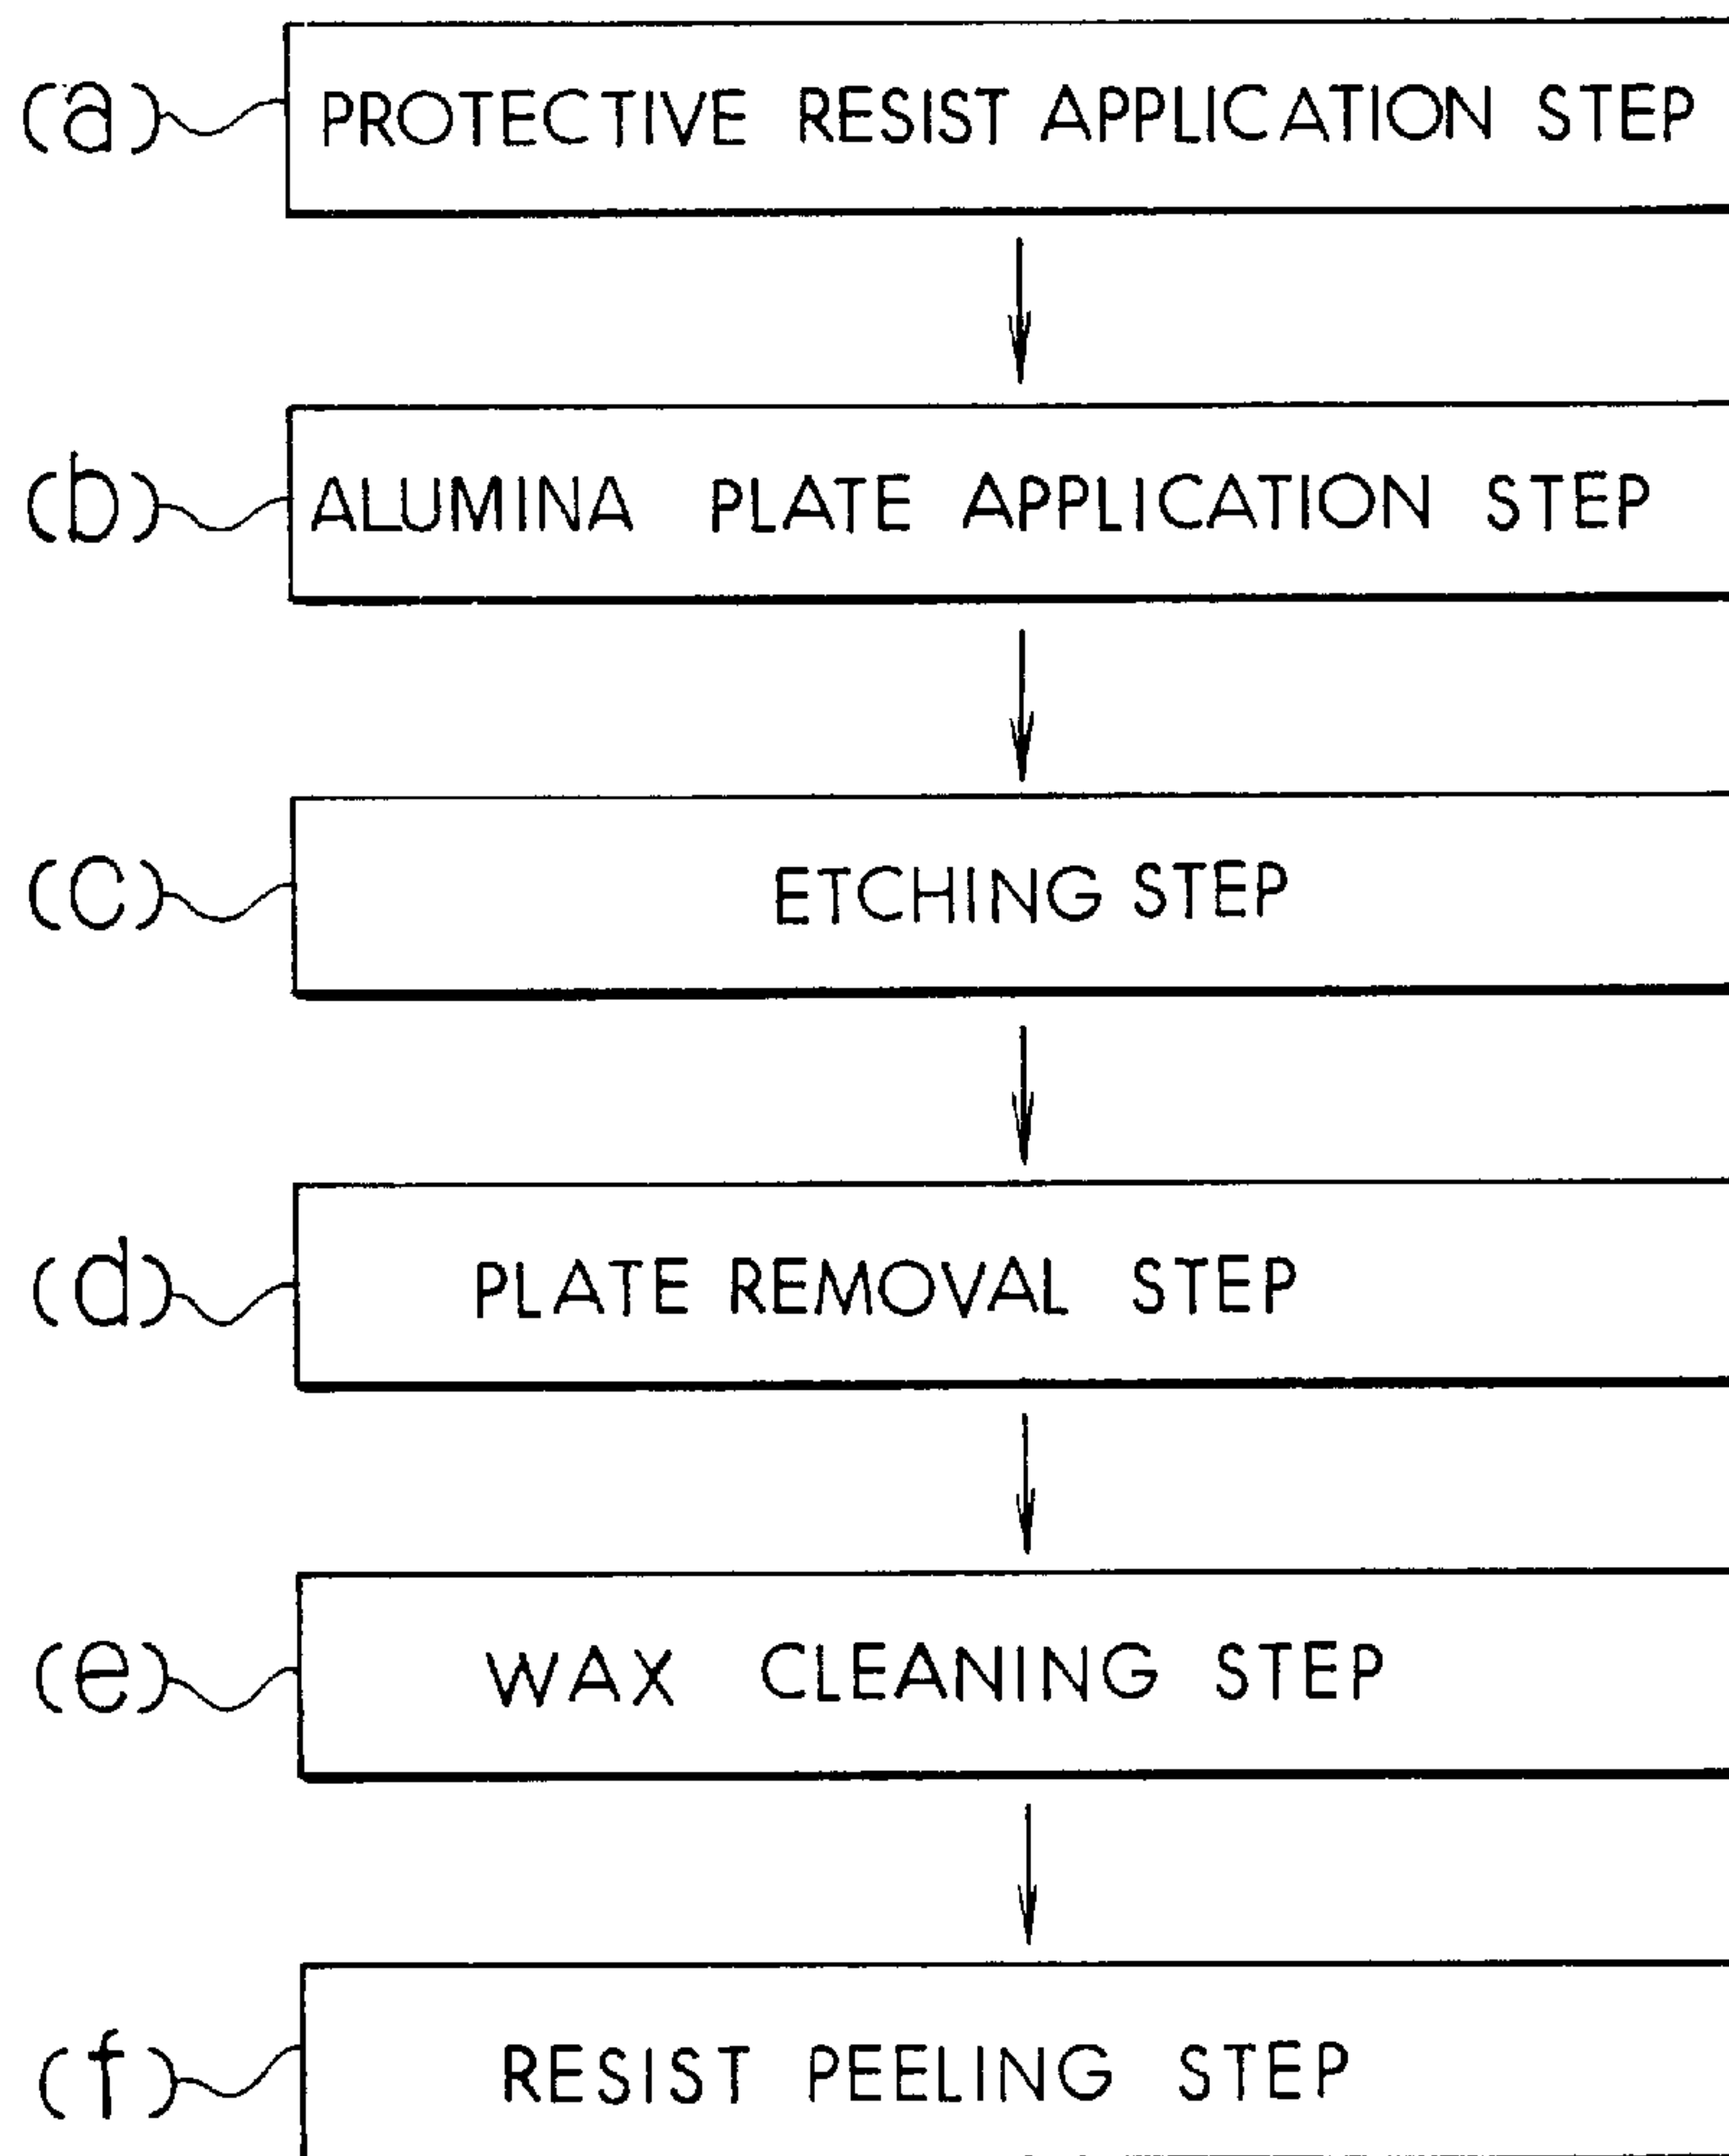 (a) PROTECTIVE RESIST APPLICATION STEP
(b) ALUMINA PLATE APPLICATION STEP
(c) ETCHING STEP
(d) PLATE REMOVAL STEP
(e) WAX CLEANING STEP
(f) RESIST PEELING STEP